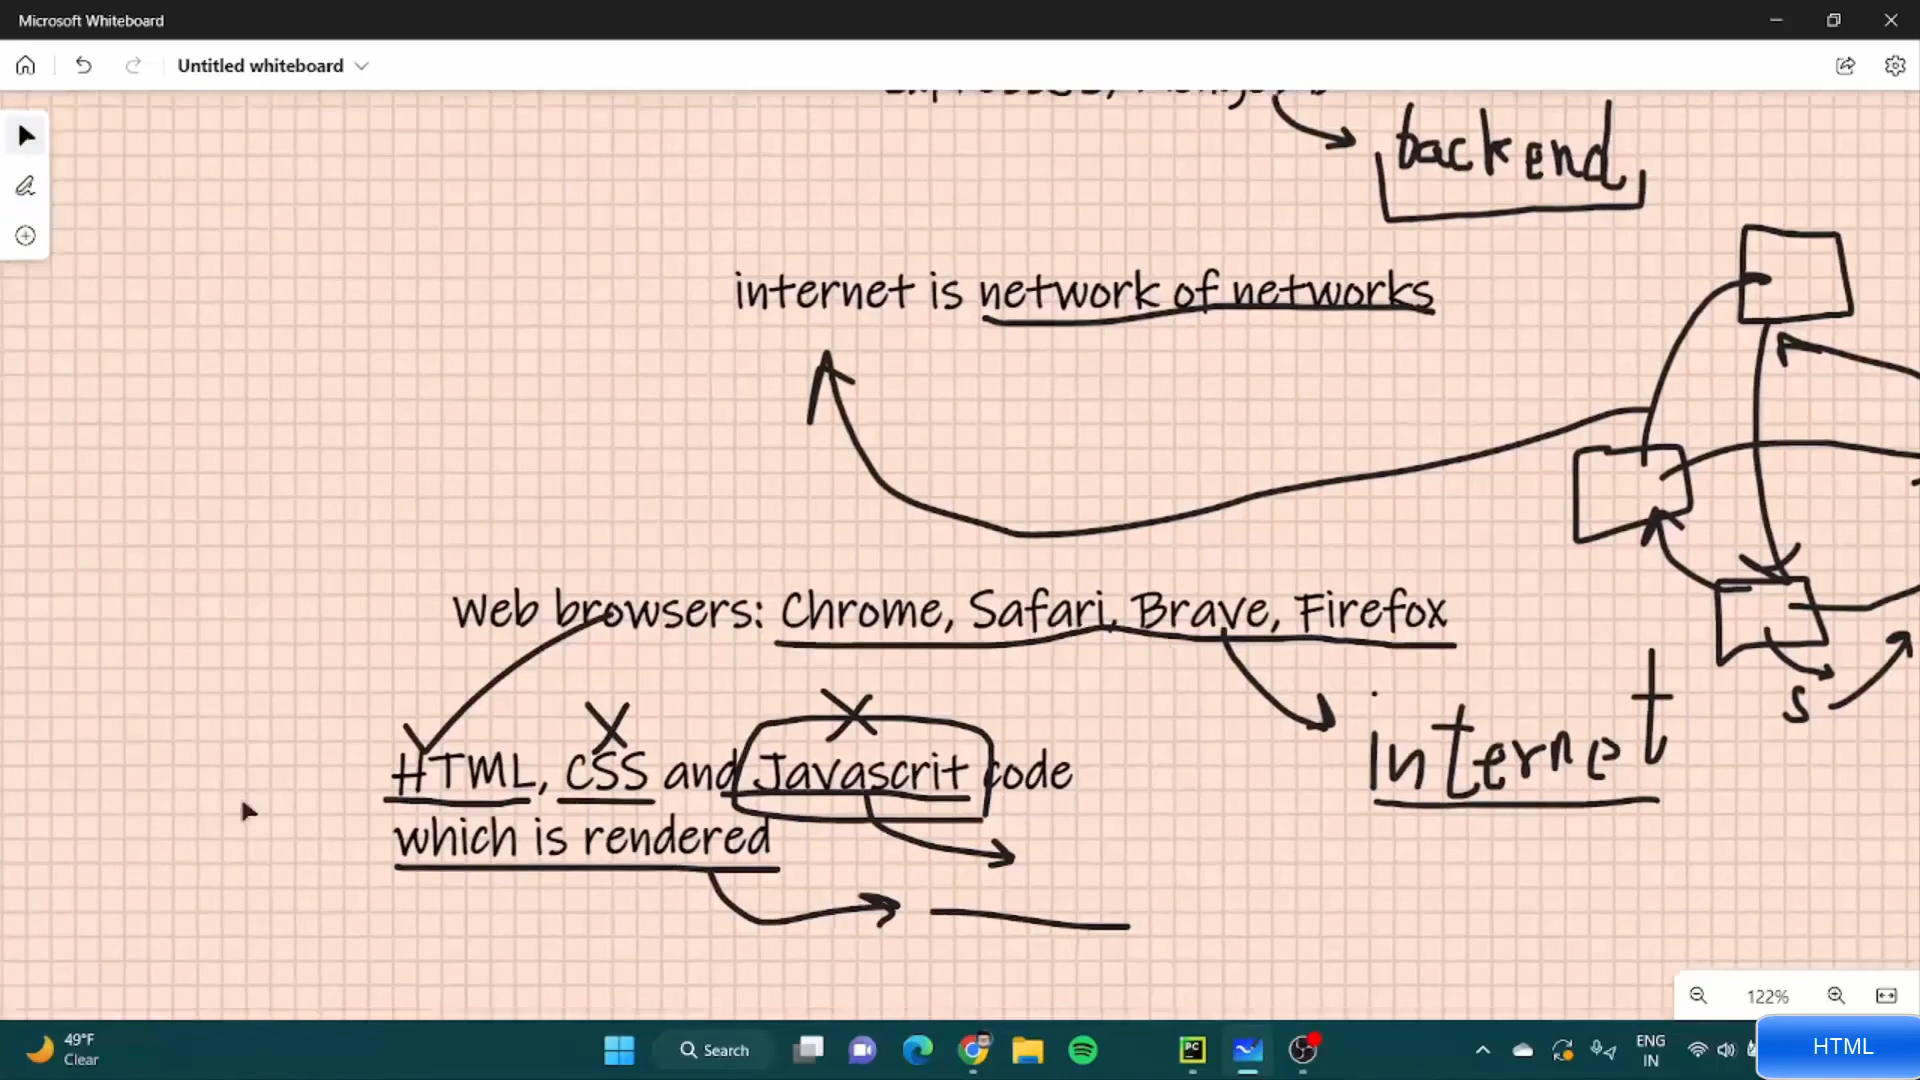 Microsoft Whiteboard
Untitled whiteboard
backend
internet is network of networks
Web browsers: Chrome, Safari, Brave, Firefox
HTML, CSS and Javascrit code
which is rendered
internet
S
122%
49°F
Clear
Search
PC
ENG
IN
HTML